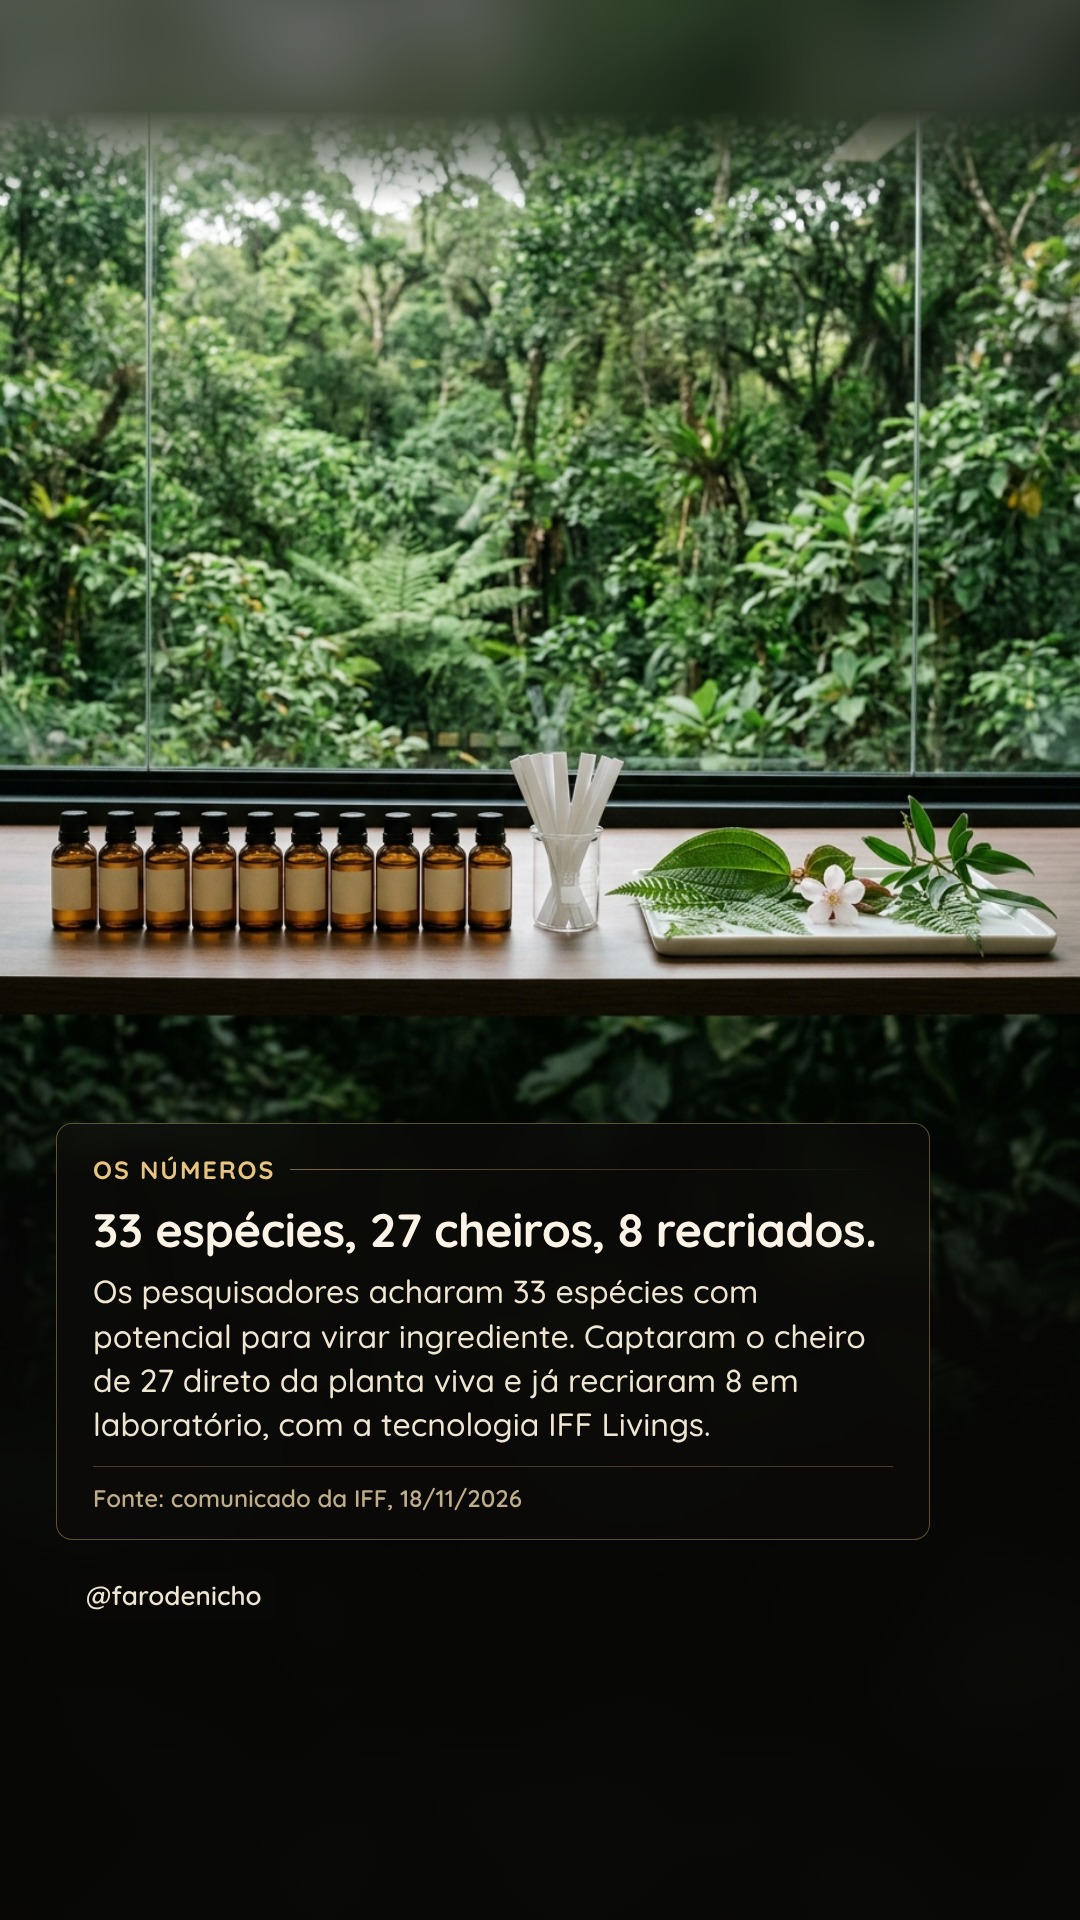 OS NÚMEROS
33 espécies, 27 cheiros, 8 recriados.
Os pesquisadores acharam 33 espécies com
potencial para virar ingrediente. Captaram o cheiro
de 27 direto da planta viva e já recriaram 8 em
laboratório, com a tecnologia IFF Livings.
Fonte: comunicado da IFF, 18/11/2026
@farodenicho